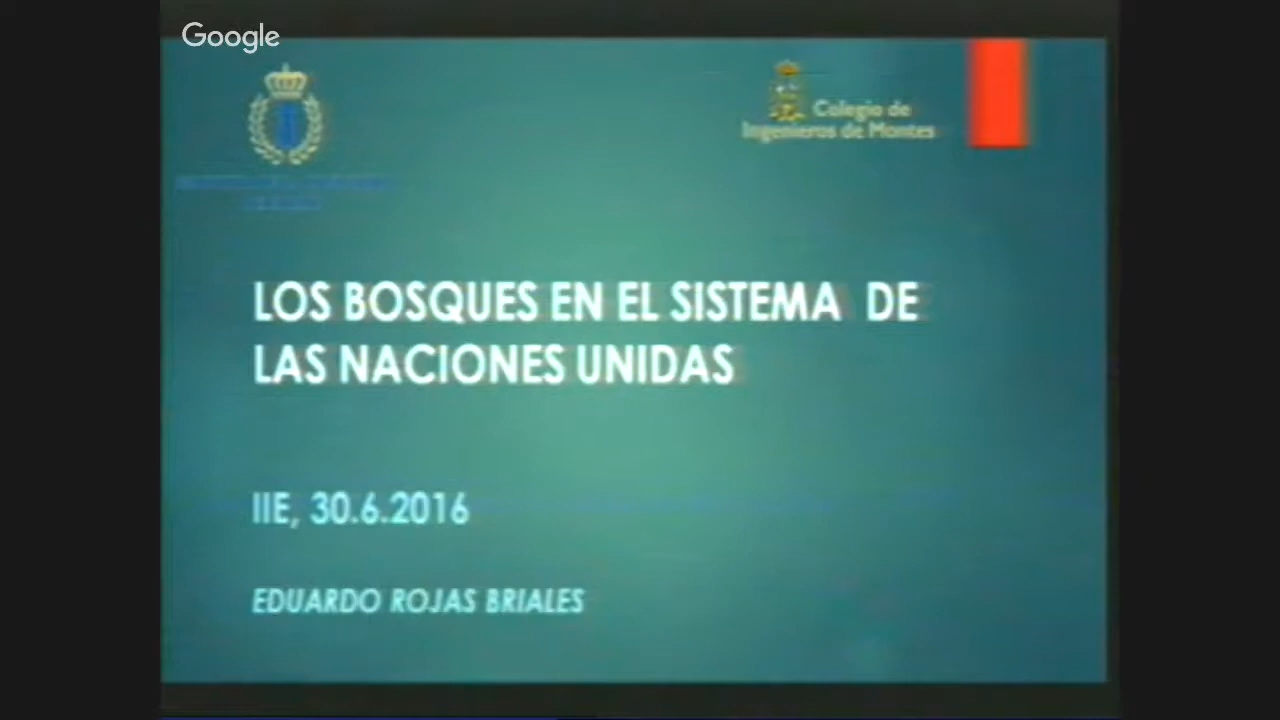 Google
Colegio de
Ingenieros de Montes
LOS BOSQUES EN EL SISTEMA DE
LAS NACIONES UNIDAS
IIE, 30.6.2016
EDUARDO ROJAS BRIALES